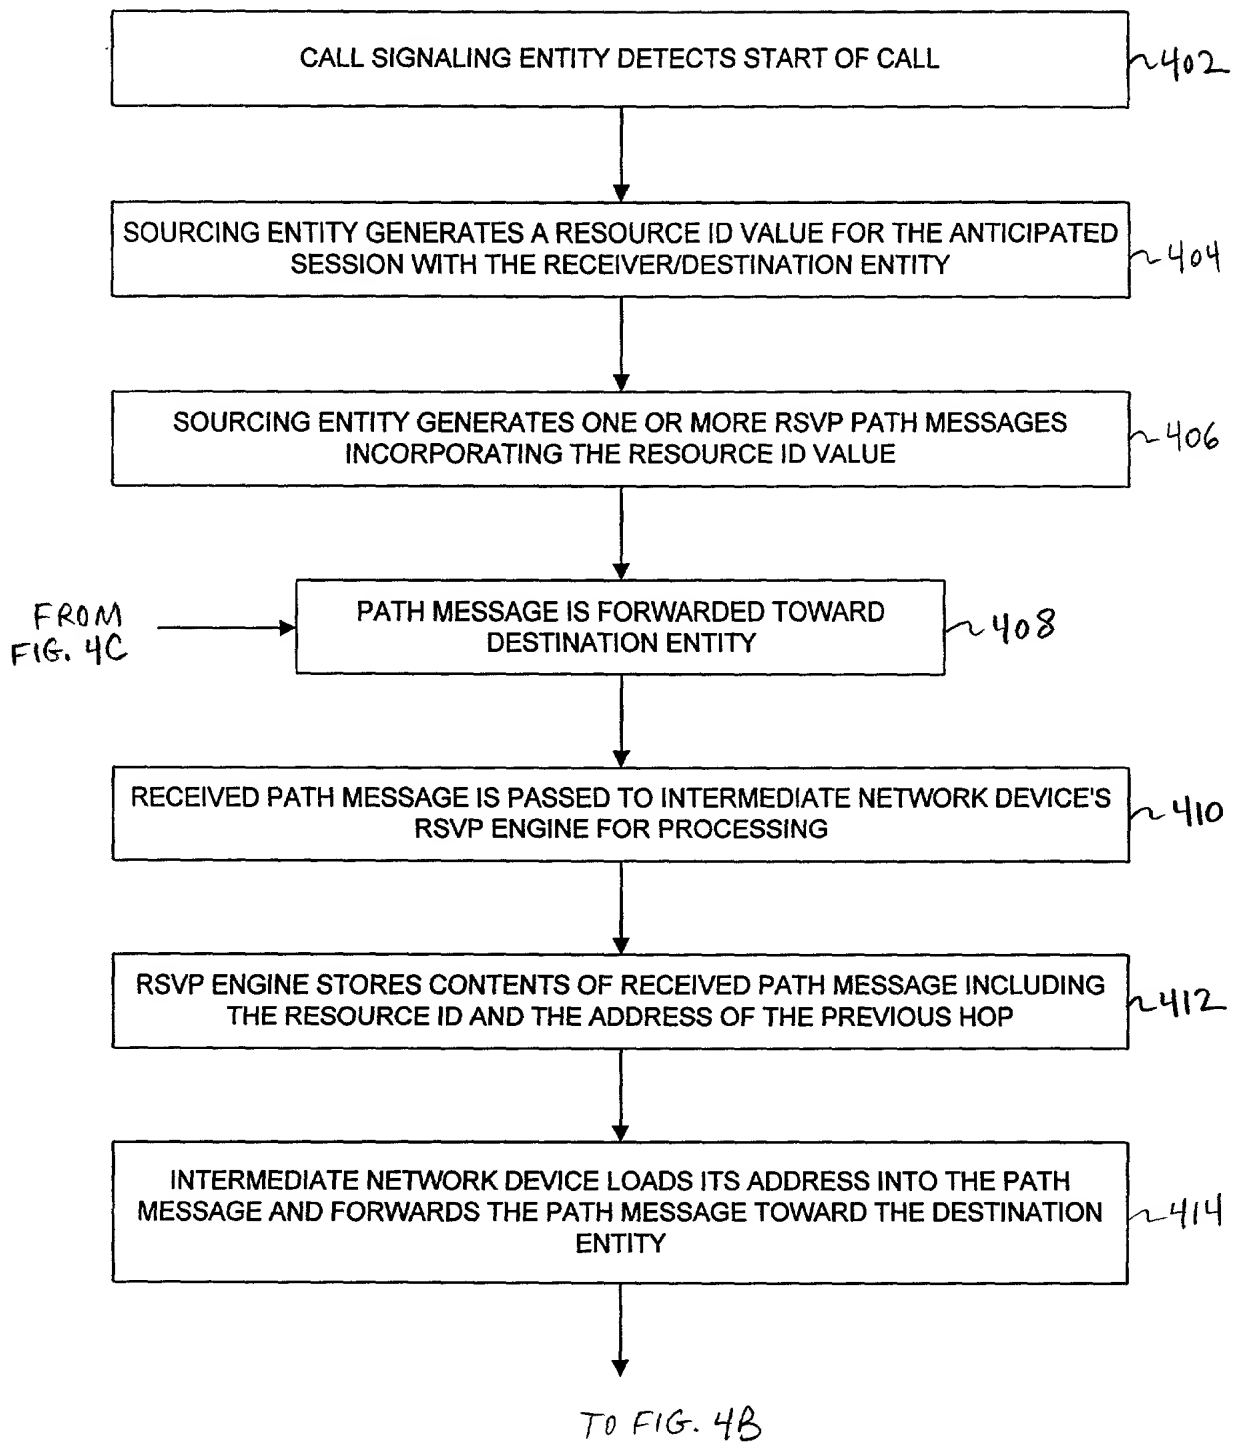 CALL SIGNALING ENTITY DETECTS START OF CALL
402
SOURCING ENTITY GENERATES A RESOURCE ID VALUE FOR THE ANTICIPATED
SESSION WITH THE RECEIVER/DESTINATION ENTITY
404
SOURCING ENTITY GENERATES ONE OR MORE RSVP PATH MESSAGES
INCORPORATING THE RESOURCE ID VALUE
406
FROM
FIG. 4C
PATH MESSAGE IS FORWARDED TOWARD
DESTINATION ENTITY
408
RECEIVED PATH MESSAGE IS PASSED TO INTERMEDIATE NETWORK DEVICE'S
RSVP ENGINE FOR PROCESSING
410
RSVP ENGINE STORES CONTENTS OF RECEIVED PATH MESSAGE INCLUDING
THE RESOURCE ID AND THE ADDRESS OF THE PREVIOUS HOP
412
INTERMEDIATE NETWORK DEVICE LOADS ITS ADDRESS INTO THE PATH
MESSAGE AND FORWARDS THE PATH MESSAGE TOWARD THE DESTINATION
ENTITY
414
TO FIG. 4B